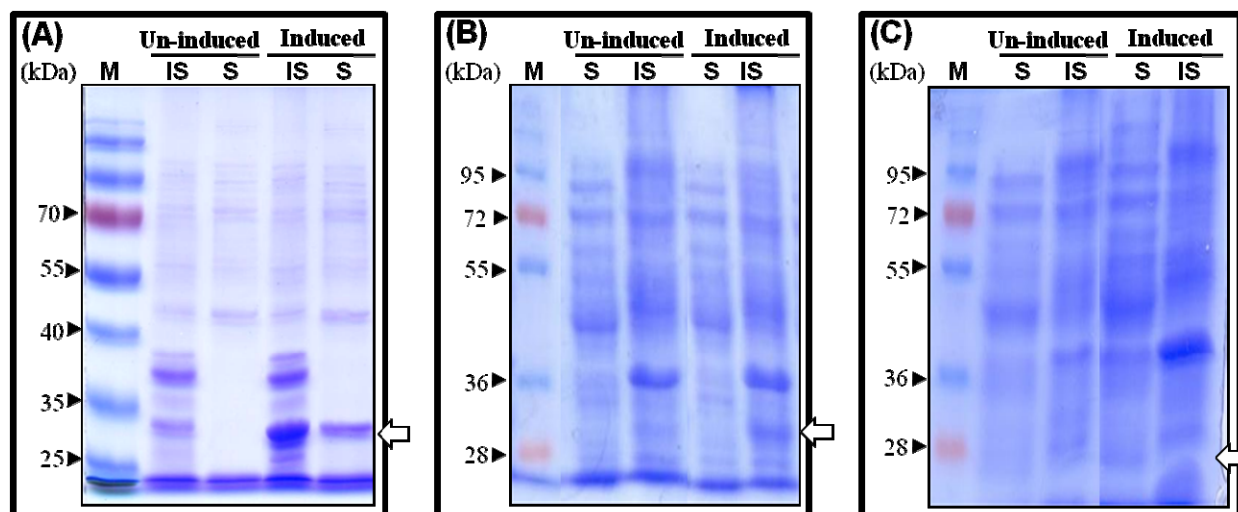 (A)
Un-induced Induced
(kDa) M IS S IS S
70
55
40
35
25
(B)
Un-induced Induced
(kDa) M S IS S IS
95
72
55
36
28
(C)
Un-induced Induced
(kDa) M S IS S IS
95
72
55
36
28